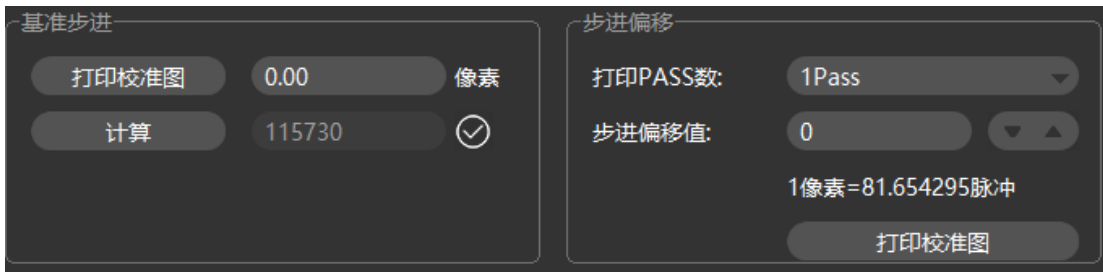 基准步进
打印校准图 0.00 像素
计算 115730
步进偏移
打印PASS数: 1Pass
步进偏移值: 0
1像素=81.654295脉冲
打印校准图